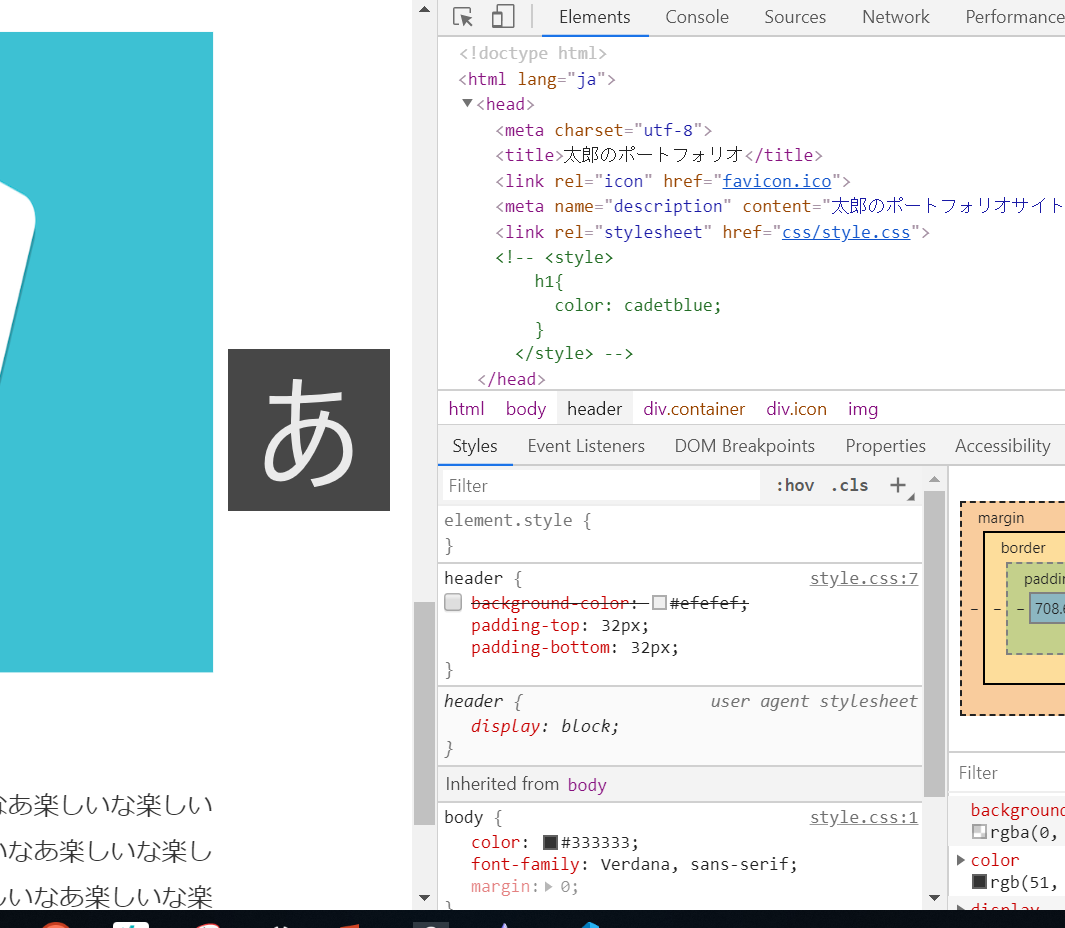 Elements Console Sources Network Performance
<!doctype html>
<html lang="ja">
<head>
<meta charset="utf-8">
<title>太郎のポートフォリオ</title>
<link rel="icon" href="favicon.ico">
<meta name="description" content="太郎のポートフォリオサイト
<link rel="stylesheet" href="css/style.css">
<!-- <style>
h1{
color: cadetblue;
}
</style> -->
</head>
html body header div.container div.icon img
Styles Event Listeners DOM Breakpoints Properties Accessibility
Filter :hov .cls +
element.style {
}
header { style.css:7
background-color: #efefef;
padding-top: 32px;
padding-bottom: 32px;
}
header { user agent stylesheet
display: block;
}
Inherited from body
body { style.css:1
color: #333333;
font-family: Verdana, sans-serif;
margin: 0;
}
margin
border
paddin
708.
Filter
background
rgba(0,
color
rgb(51,
display
あ
なあ楽しいな楽しい
いなあ楽しいな楽し
しいなあ楽しいな楽